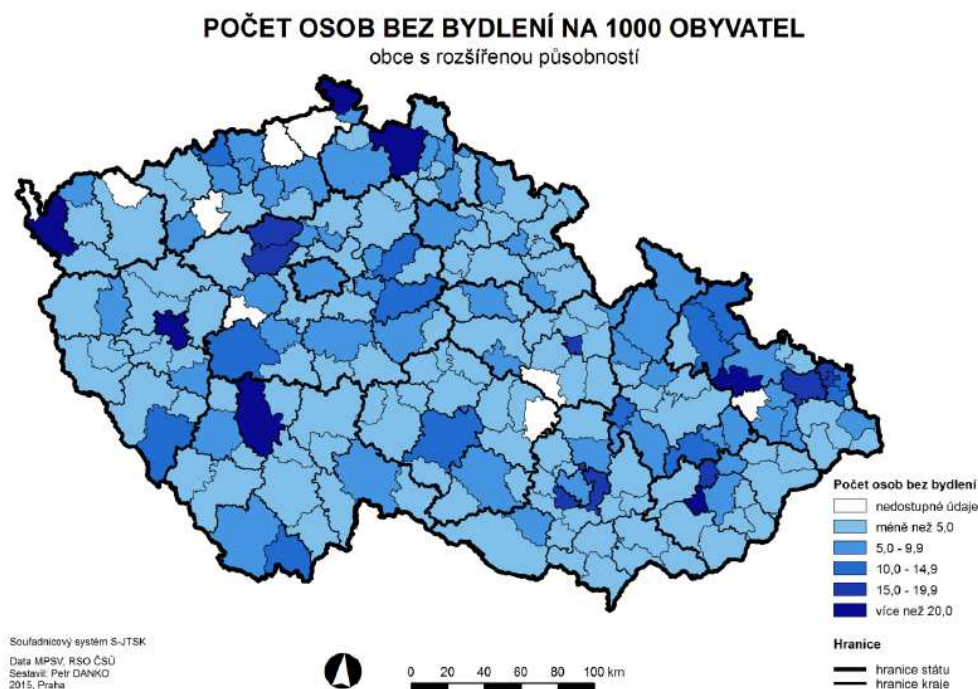 POČET OSOB BEZ BYDLENÍ NA 1000 OBYVATEL
obce s rozšířenou působností
Počet osob bez bydlení
nedostupné údaje
méně než 5,0
5,0 - 9,9
10,0 - 14,9
15,0 - 19,9
více než 20,0
Hranice
hranice státu
hranice kraje
Souřadnicový systém S-JTSK
Data MPSV, RSO ČSÚ
Sestavil: Petr DANKO
2015, Praha
0 20 40 60 80 100 km